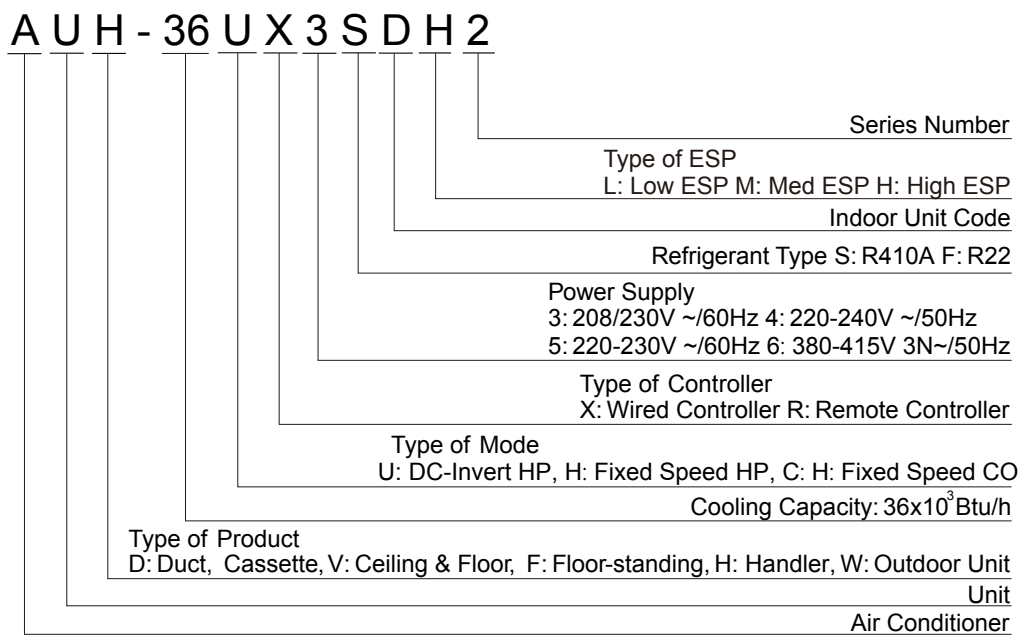 A U H - 36 U X 3 S D H 2
Series Number
Type of ESP
L: Low ESP M: Med ESP H: High ESP
Indoor Unit Code
Refrigerant Type S: R410A F: R22
Power Supply
3: 208/230V ~/60Hz 4: 220-240V ~/50Hz
5: 220-230V ~/60Hz 6: 380-415V 3N~/50Hz
Type of Controller
X: Wired Controller R: Remote Controller
Type of Mode
U: DC-Invert HP, H: Fixed Speed HP, C: H: Fixed Speed CO
Cooling Capacity: 36x10³Btu/h
Type of Product
D: Duct, Cassette, V: Ceiling & Floor, F: Floor-standing, H: Handler, W: Outdoor Unit
Unit
Air Conditioner